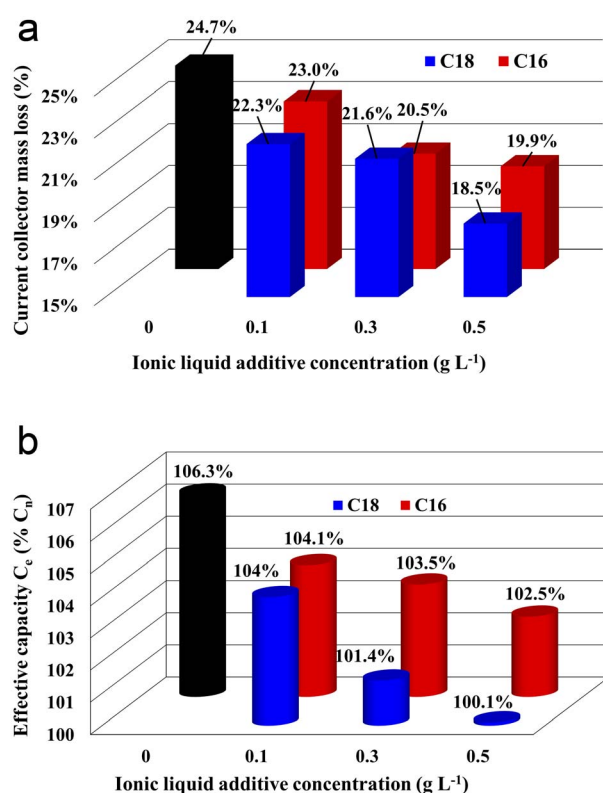 a
24.7%
C18 C16
23.0%
25%
22.3%
21.6%
20.5%
19.9%
23%
18.5%
21%
19%
17%
15%
Current collector mass loss (%)
0 0.1 0.3 0.5
Ionic liquid additive concentration (g L⁻¹)
b
106.3%
107
C18 C16
106
104.1%
103.5%
105
104%
102.5%
104
103
101.4%
102
100.1%
101
100
Effective capacity Cₑ (% Cₙ)
0 0.1 0.3 0.5
Ionic liquid additive concentration (g L⁻¹)